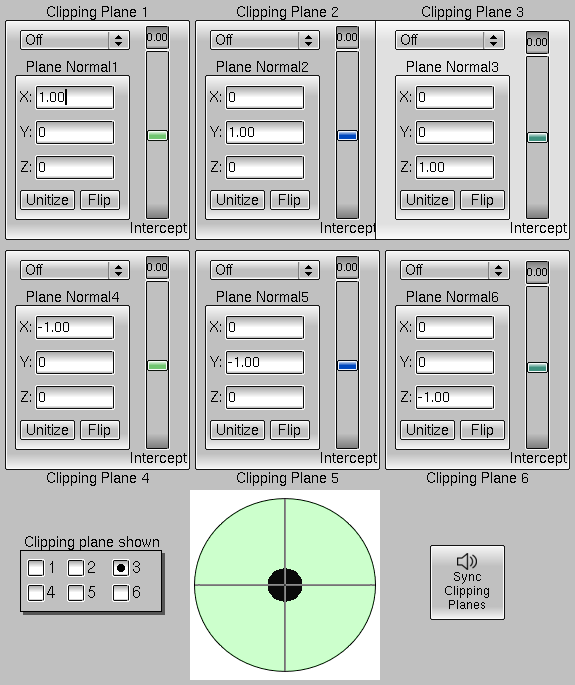 Clipping Plane 1
Off
0.00
Plane Normal1
X: 1.00
Y: 0
Z: 0
Unitize
Flip
Intercept
Clipping Plane 2
Off
0.00
Plane Normal2
X: 0
Y: 1.00
Z: 0
Unitize
Flip
Intercept
Clipping Plane 3
Off
0.00
Plane Normal3
X: 0
Y: 0
Z: 1.00
Unitize
Flip
Intercept
Off
0.00
Plane Normal4
X: -1.00
Y: 0
Z: 0
Unitize
Flip
Intercept
Clipping Plane 4
Off
0.00
Plane Normal5
X: 0
Y: -1.00
Z: 0
Unitize
Flip
Intercept
Clipping Plane 5
Off
0.00
Plane Normal6
X: 0
Y: 0
Z: -1.00
Unitize
Flip
Intercept
Clipping Plane 6
Clipping plane shown
1 2 3
4 5 6
Sync
Clipping
Planes